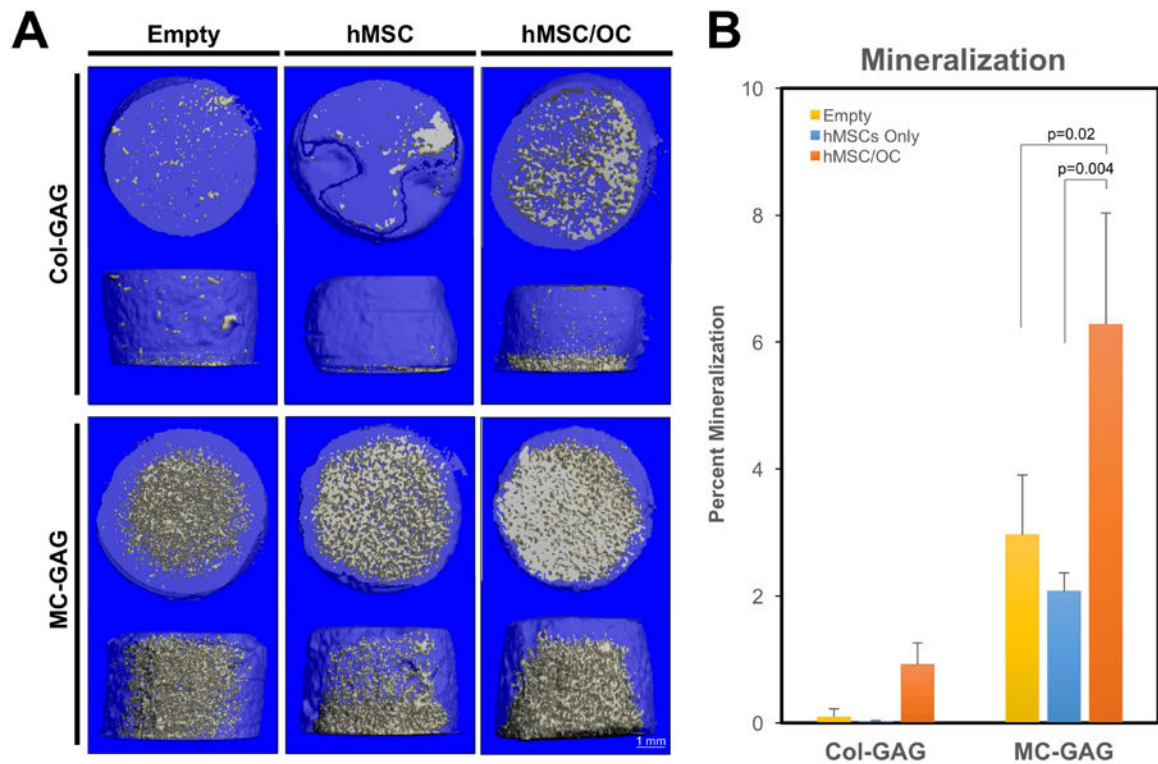 A
Empty
hMSC
hMSC/OC
Col-GAG
MC-GAG
1 mm
B
Mineralization
Empty
hMSCs Only
hMSC/OC
p=0.02
p=0.004
Percent Mineralization
10
8
6
4
2
0
Col-GAG
MC-GAG